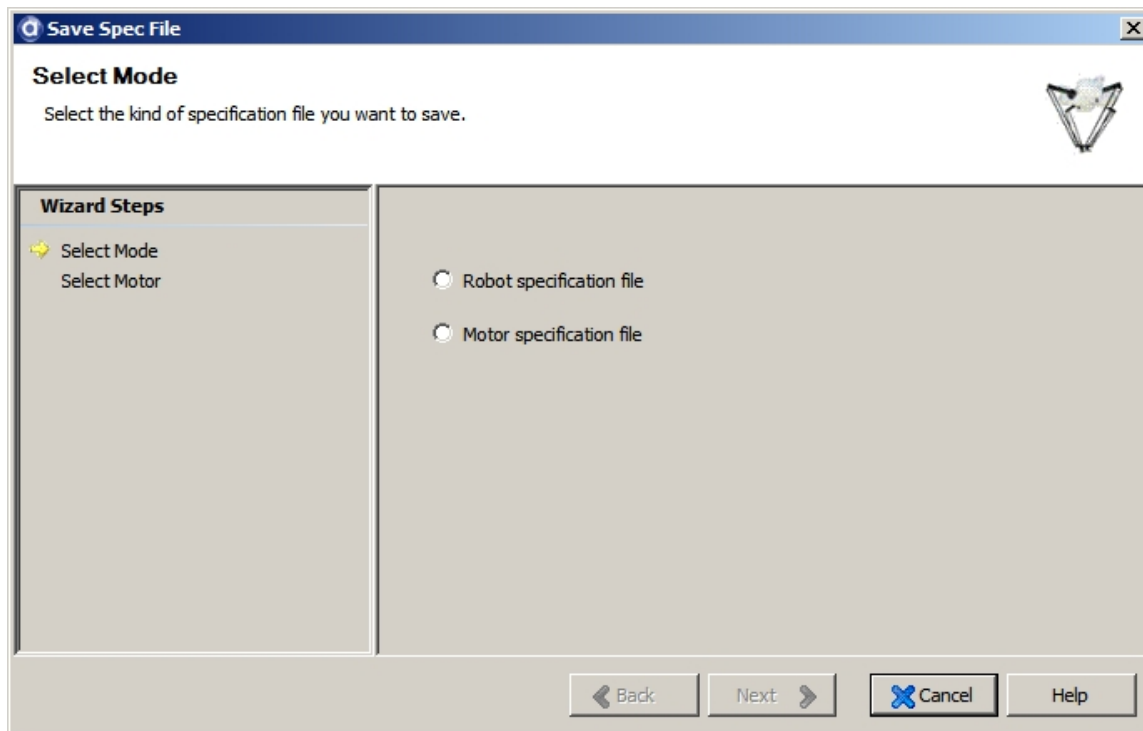 Save Spec File
Select Mode
Select the kind of specification file you want to save.
Wizard Steps
Select Mode
Select Motor
Robot specification file
Motor specification file
Back
Next
Cancel
Help